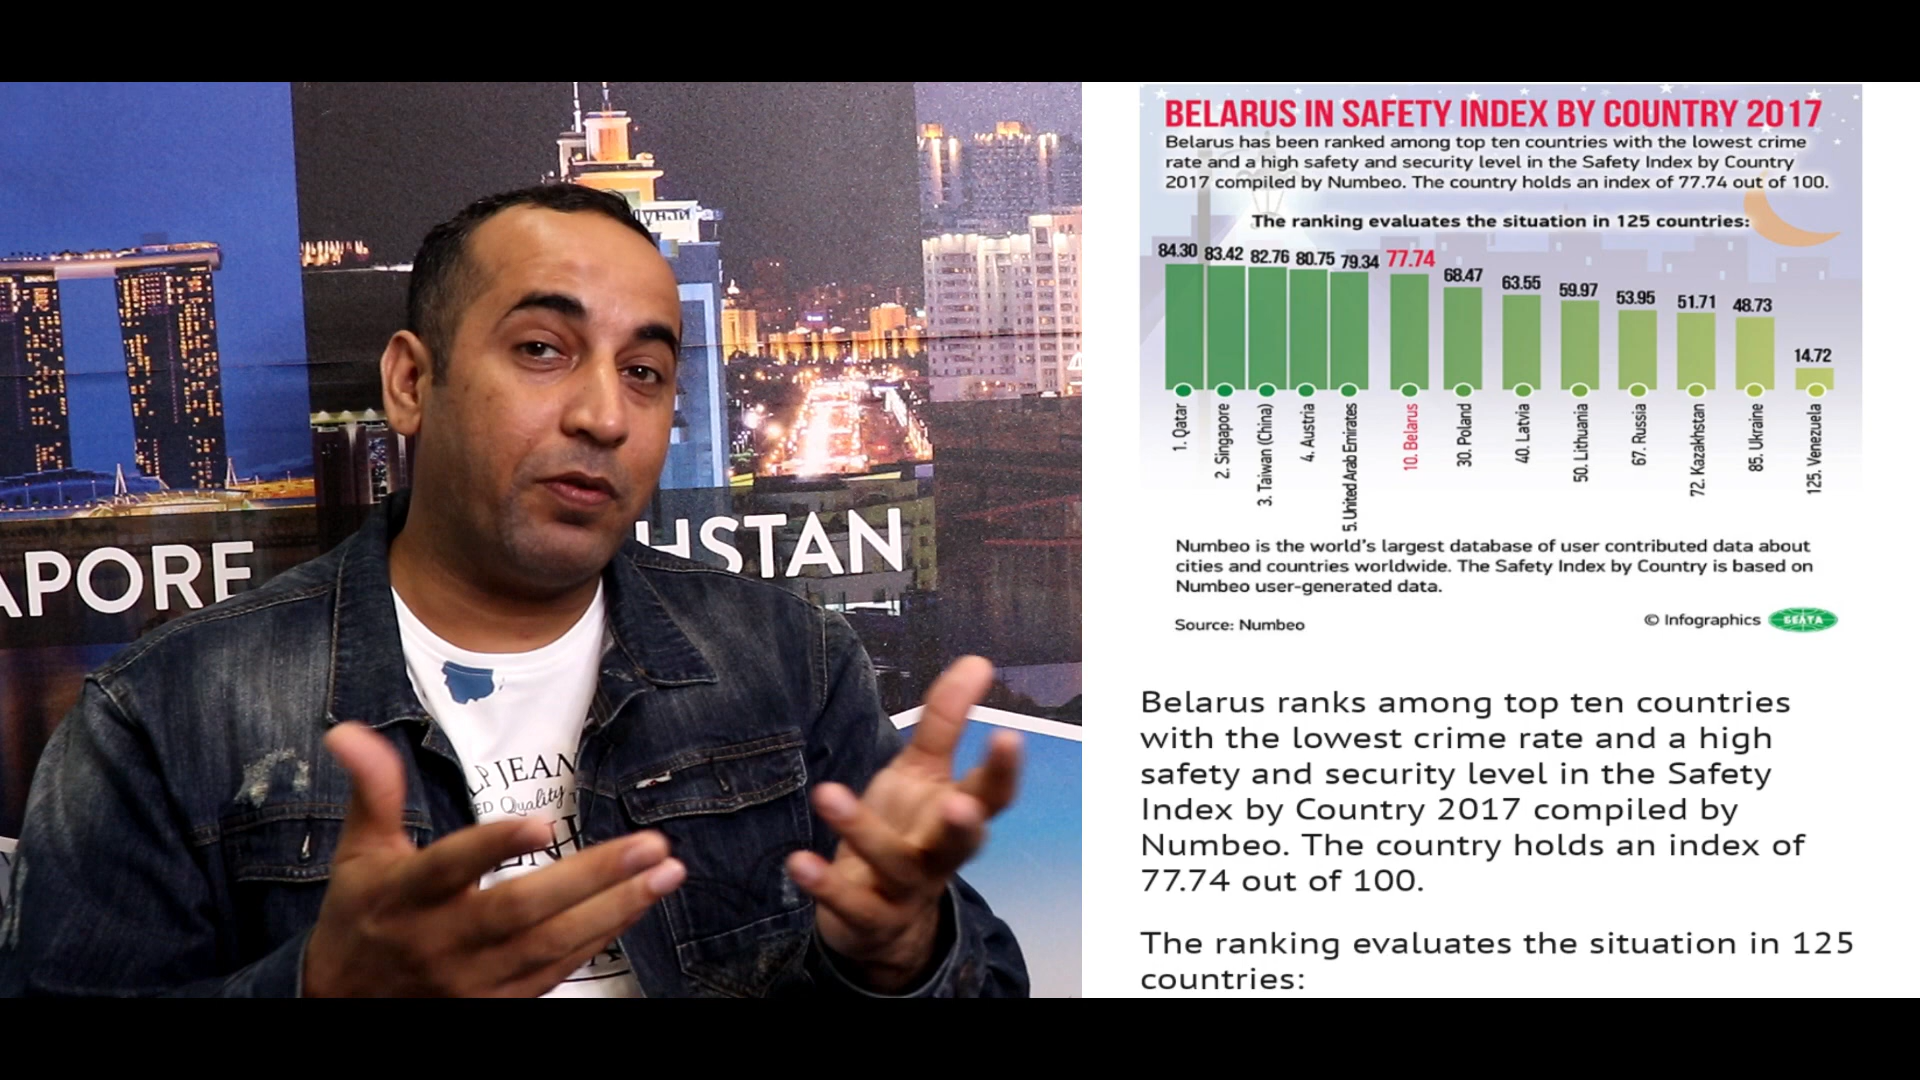 APORE
HSTAN
LP JEAN
ED Quality
BELARUS IN SAFETY INDEX BY COUNTRY 2017
Belarus has been ranked among top ten countries with the lowest crime
rate and a high safety and security level in the Safety Index by Country
2017 compiled by Numbeo. The country holds an index of 77.74 out of 100.
The ranking evaluates the situation in 125 countries:
84.30 83.42 82.76 80.75 79.34 77.74 68.47 63.55 59.97 53.95 51.71 48.73 14.72
1. Qatar
2. Singapore
3. Taiwan (China)
4. Austria
5. United Arab Emirates
10. Belarus
30. Poland
40. Latvia
50. Lithuania
67. Russia
72. Kazakhstan
85. Ukraine
125. Venezuela
Numbeo is the world's largest database of user contributed data about
cities and countries worldwide. The Safety Index by Country is based on
Numbeo user-generated data.
Source: Numbeo
© Infographics БЕЛТА
Belarus ranks among top ten countries
with the lowest crime rate and a high
safety and security level in the Safety
Index by Country 2017 compiled by
Numbeo. The country holds an index of
77.74 out of 100.
The ranking evaluates the situation in 125
countries: